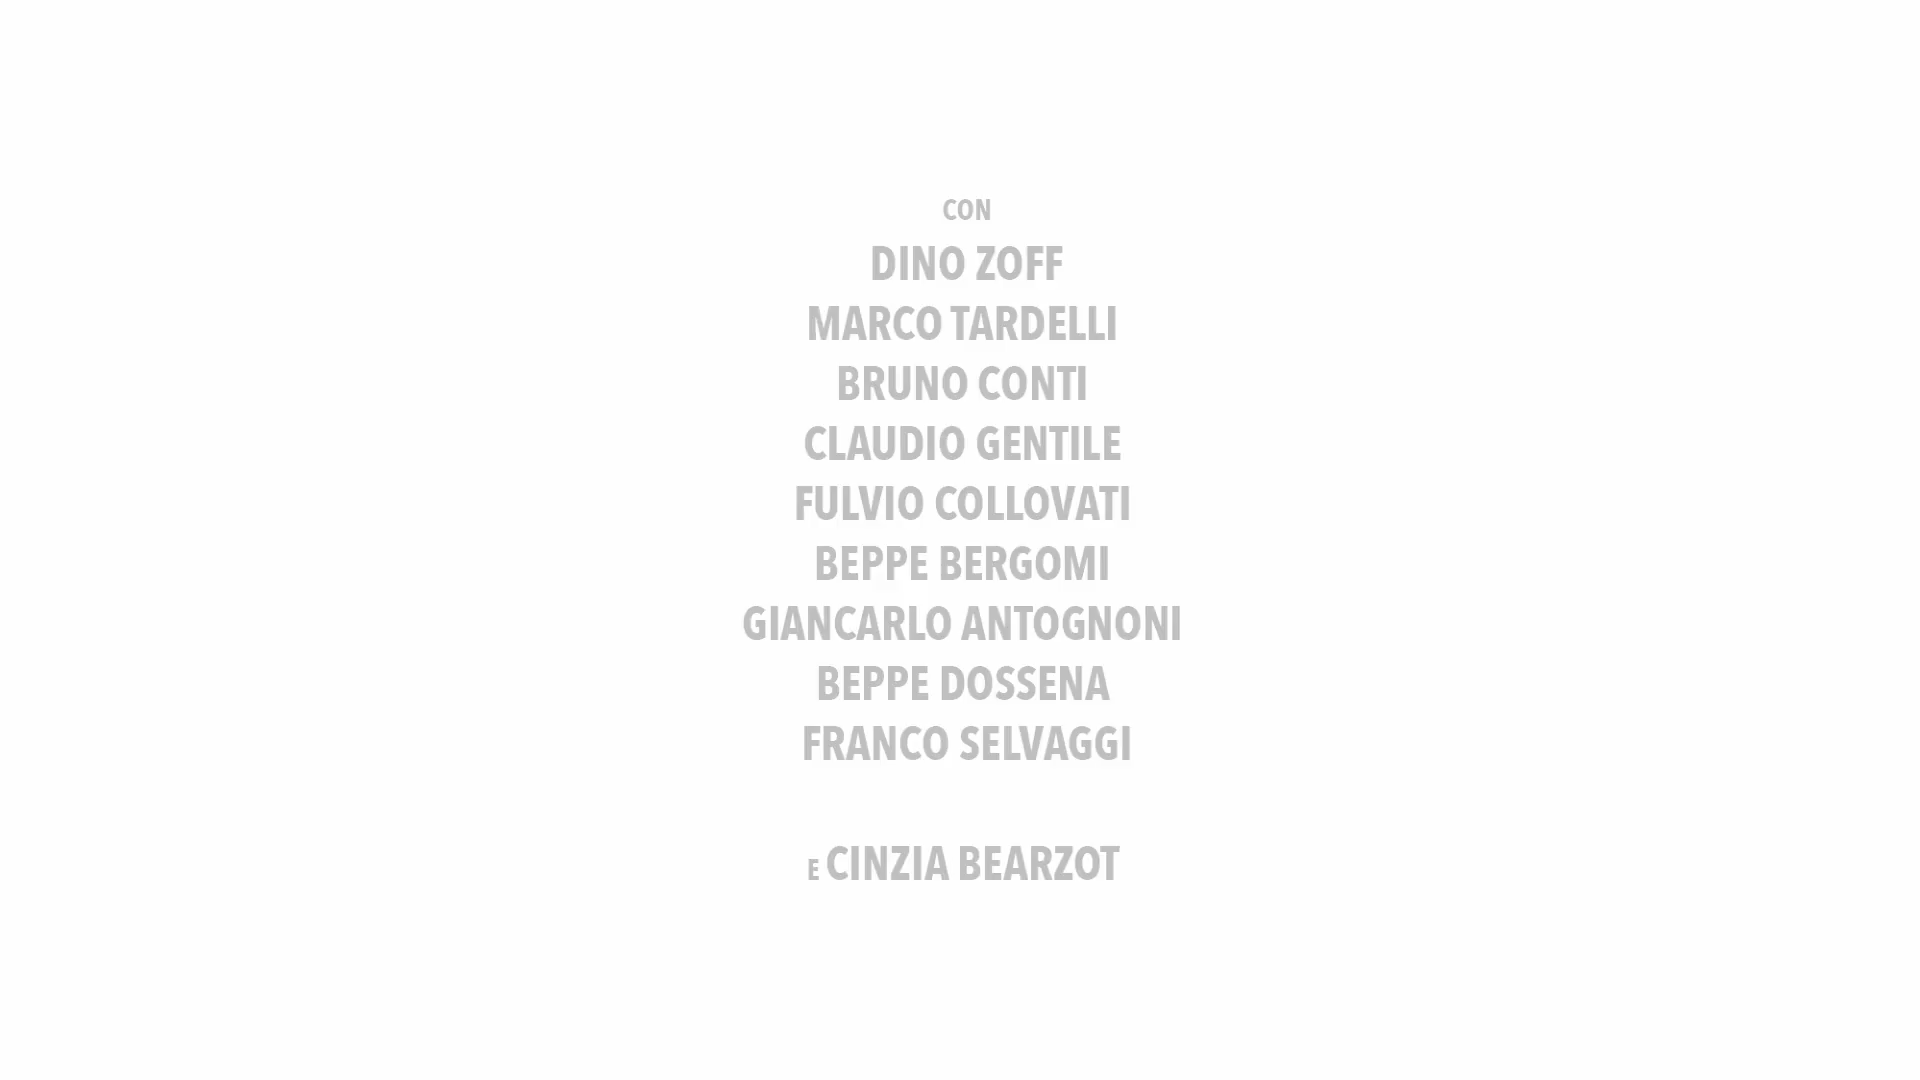 CON
DINO ZOFF
MARCO TARDELLI
BRUNO CONTI
CLAUDIO GENTILE
FULVIO COLLOVATI
BEPPE BERGOMI
GIANCARLO ANTOGNONI
BEPPE DOSSENA
FRANCO SELVAGGI
E CINZIA BEARZOT